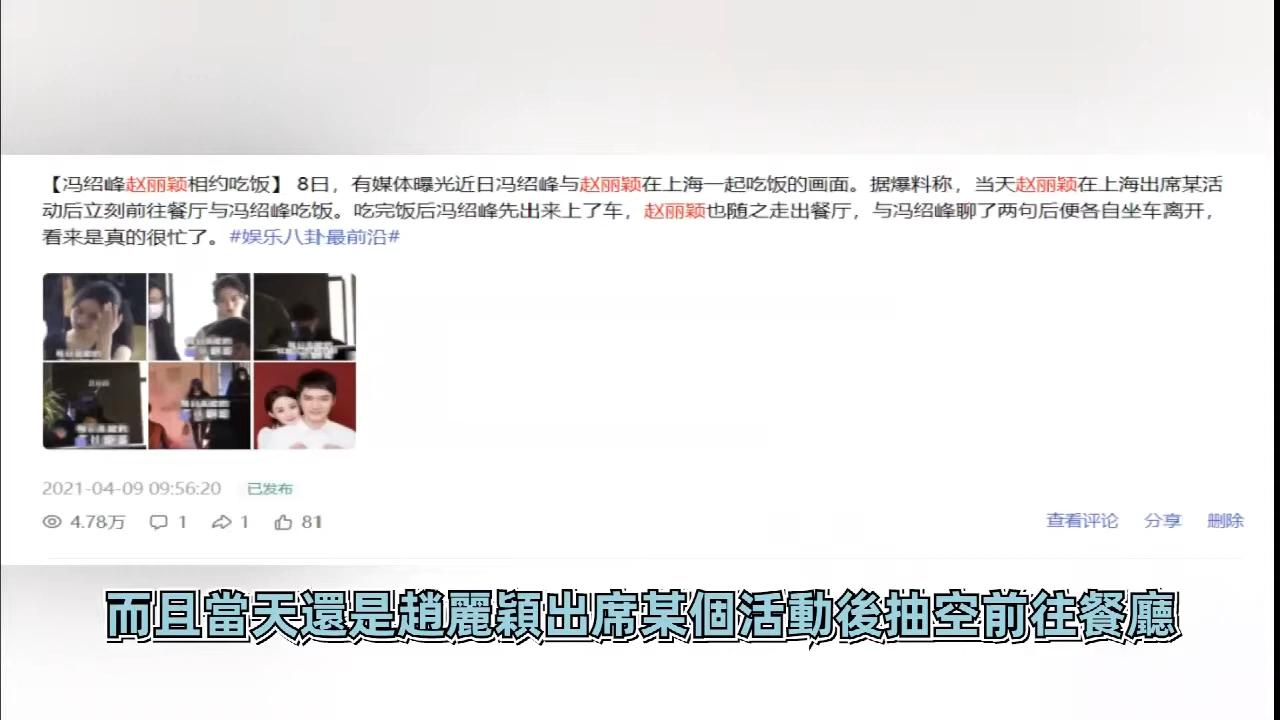 【冯绍峰赵丽颖相约吃饭】 8日，有媒体曝光近日冯绍峰与赵丽颖在上海一起吃饭的画面。据爆料称，当天赵丽颖在上海出席某活
动后立刻前往餐厅与冯绍峰吃饭。吃完饭后冯绍峰先出来上了车，赵丽颖也随之走出餐厅，与冯绍峰聊了两句后便各自坐车离开，
看来是真的很忙了。#娱乐八卦最前沿#
2021-04-09 09:56:20 已发布
4.78万 1 1 81
查看评论 分享 删除
而且當天還是趙麗穎出席某個活動後抽空前往餐廳